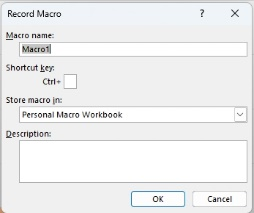 Record Macro
?
Macro name:
Macro1
Shortcut key:
Ctrl+
Store macro in:
Personal Macro Workbook
Description:
OK Cancel